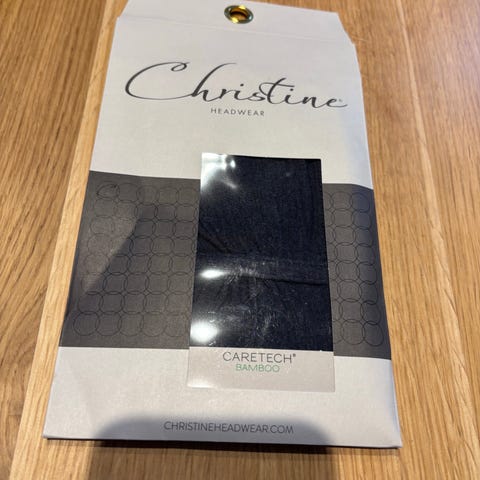 Christine®
HEADWEAR
CARETECH®
BAMBOO
CHRISTINEHEADWEAR.COM